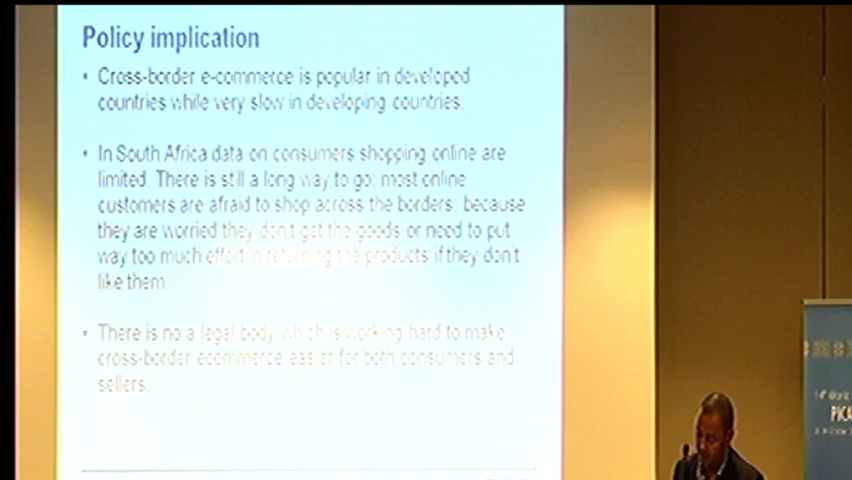 Policy implication
• Cross-border e-commerce is popular in developed
countries while very slow in developing countries.
• In South Africa data on consumers shopping online are
limited. There is still a long way to go: most online
customers are afraid to shop across the borders, because
they are worried they don't get the goods or need to put
way too much effort in returning the products if they don't
like them.
• There is no a legal body which is working hard to make
cross-border ecommerce easier for both consumers and
sellers.
14th